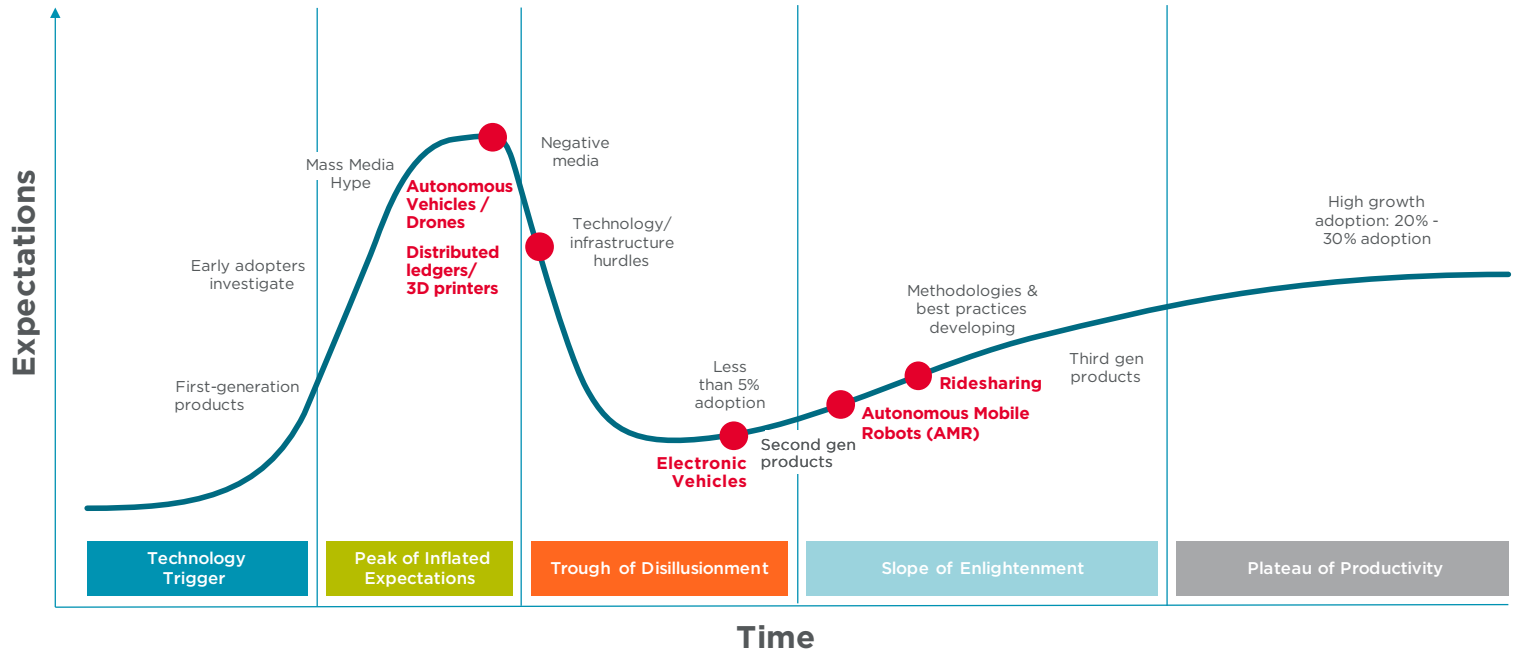 Expectations
Mass Media
Hype
Negative
media
Autonomous
Vehicles /
Drones
Distributed
ledgers/
3D printers
Technology/
infrastructure
hurdles
Early adopters
investigate
First-generation
products
Less
than 5%
adoption
Electronic
Vehicles
Second gen
products
Methodologies &
best practices
developing
Ridesharing
Autonomous Mobile
Robots (AMR)
Third gen
products
High growth
adoption: 20% -
30% adoption
Technology
Trigger
Peak of Inflated
Expectations
Trough of Disillusionment
Slope of Enlightenment
Plateau of Productivity
Time